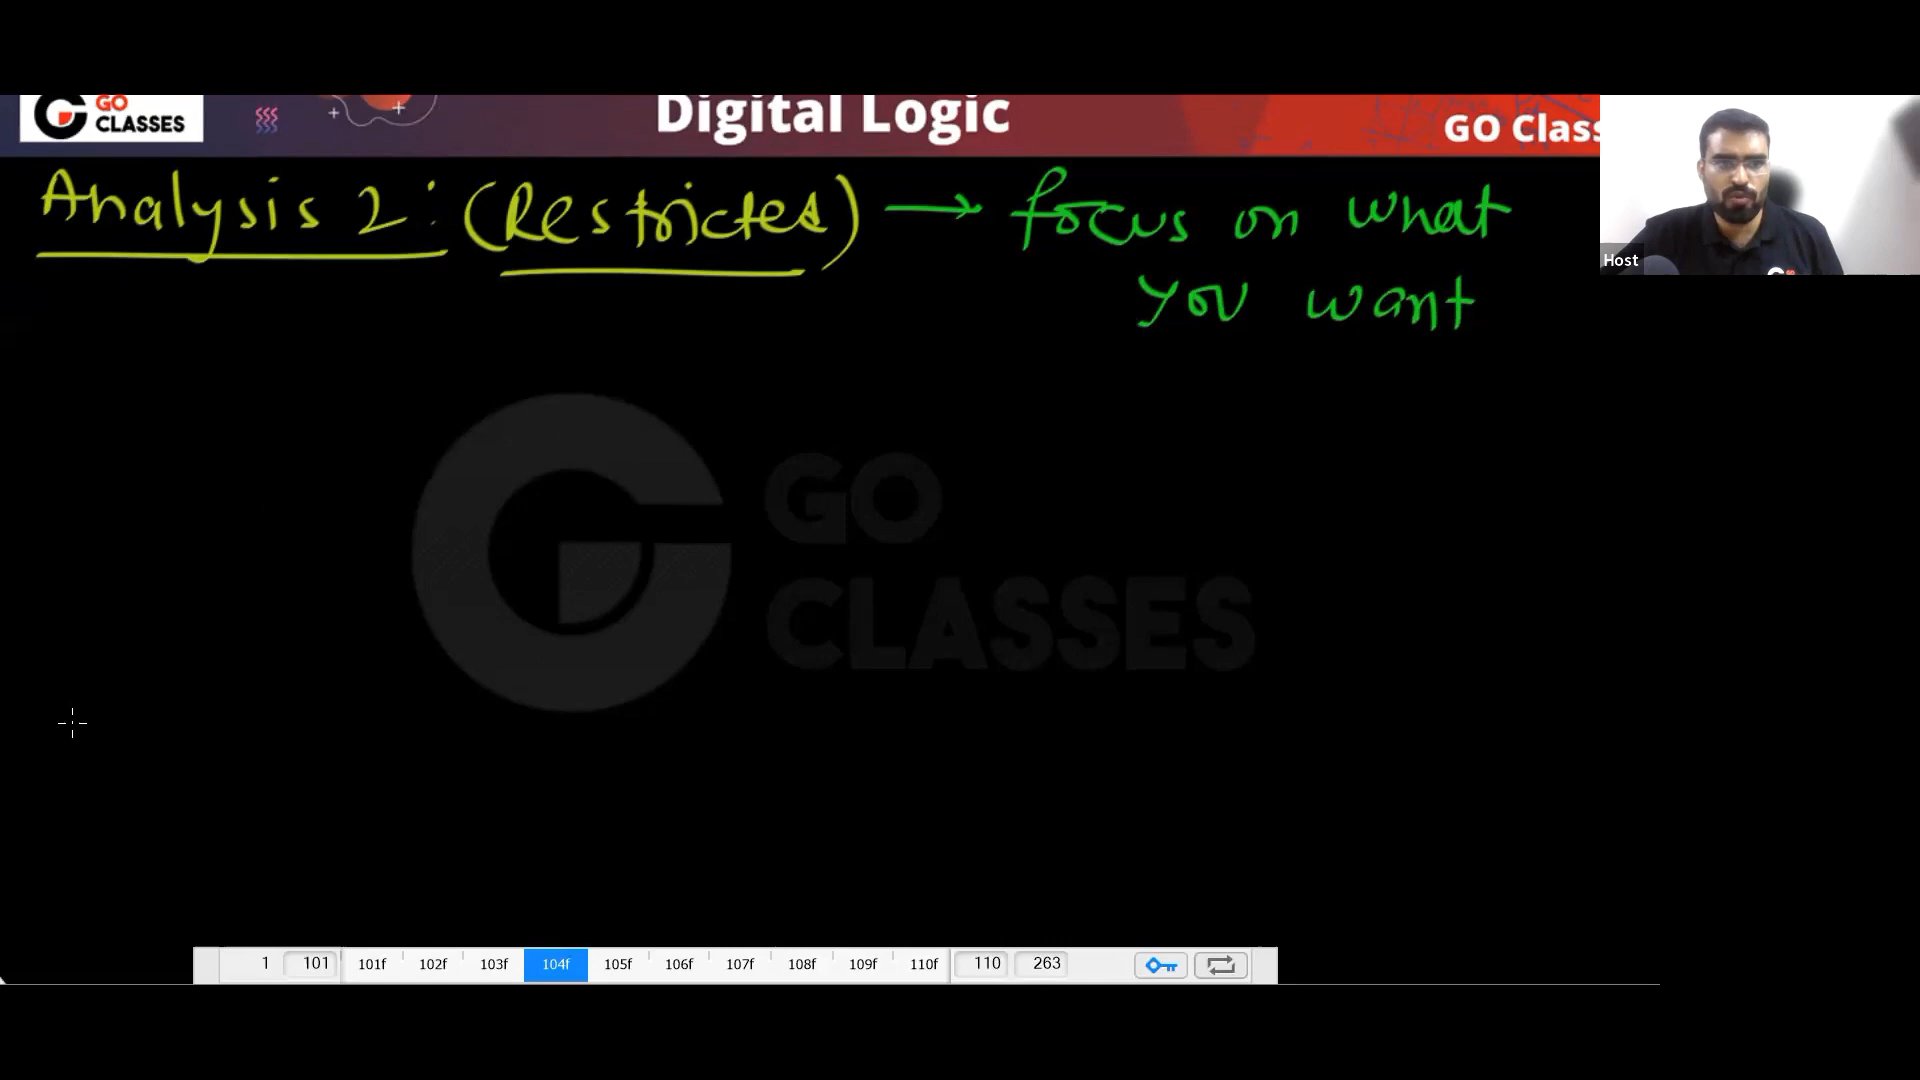 GO
CLASSES
Digital Logic
GO Class
Analysis 2: (Restricted) → focus on what
you want
Host
GO
CLASSES
1 101 101f 102f 103f 104f 105f 106f 107f 108f 109f 110f 110 263